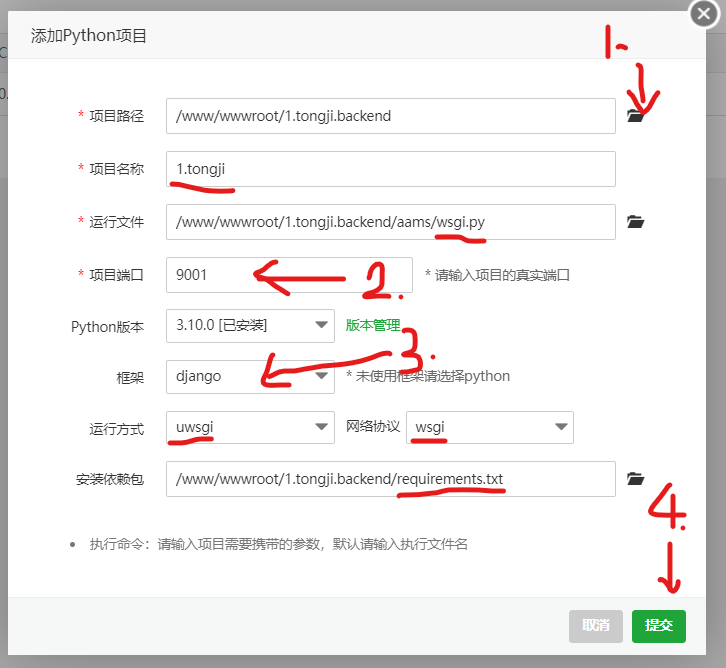 添加Python项目
1.
* 项目路径 /www/wwwroot/1.tongji.backend
* 项目名称 1.tongji
* 运行文件 /www/wwwroot/1.tongji.backend/aams/wsgi.py
* 项目端口 9001 2. * 请输入项目的真实端口
Python版本 3.10.0 [已安装] 版本管理
3.
框架 django * 未使用框架请选择python
运行方式 uwsgi 网络协议 wsgi
安装依赖包 /www/wwwroot/1.tongji.backend/requirements.txt
4.
• 执行命令：请输入项目需要携带的参数，默认请输入执行文件名
取消 提交